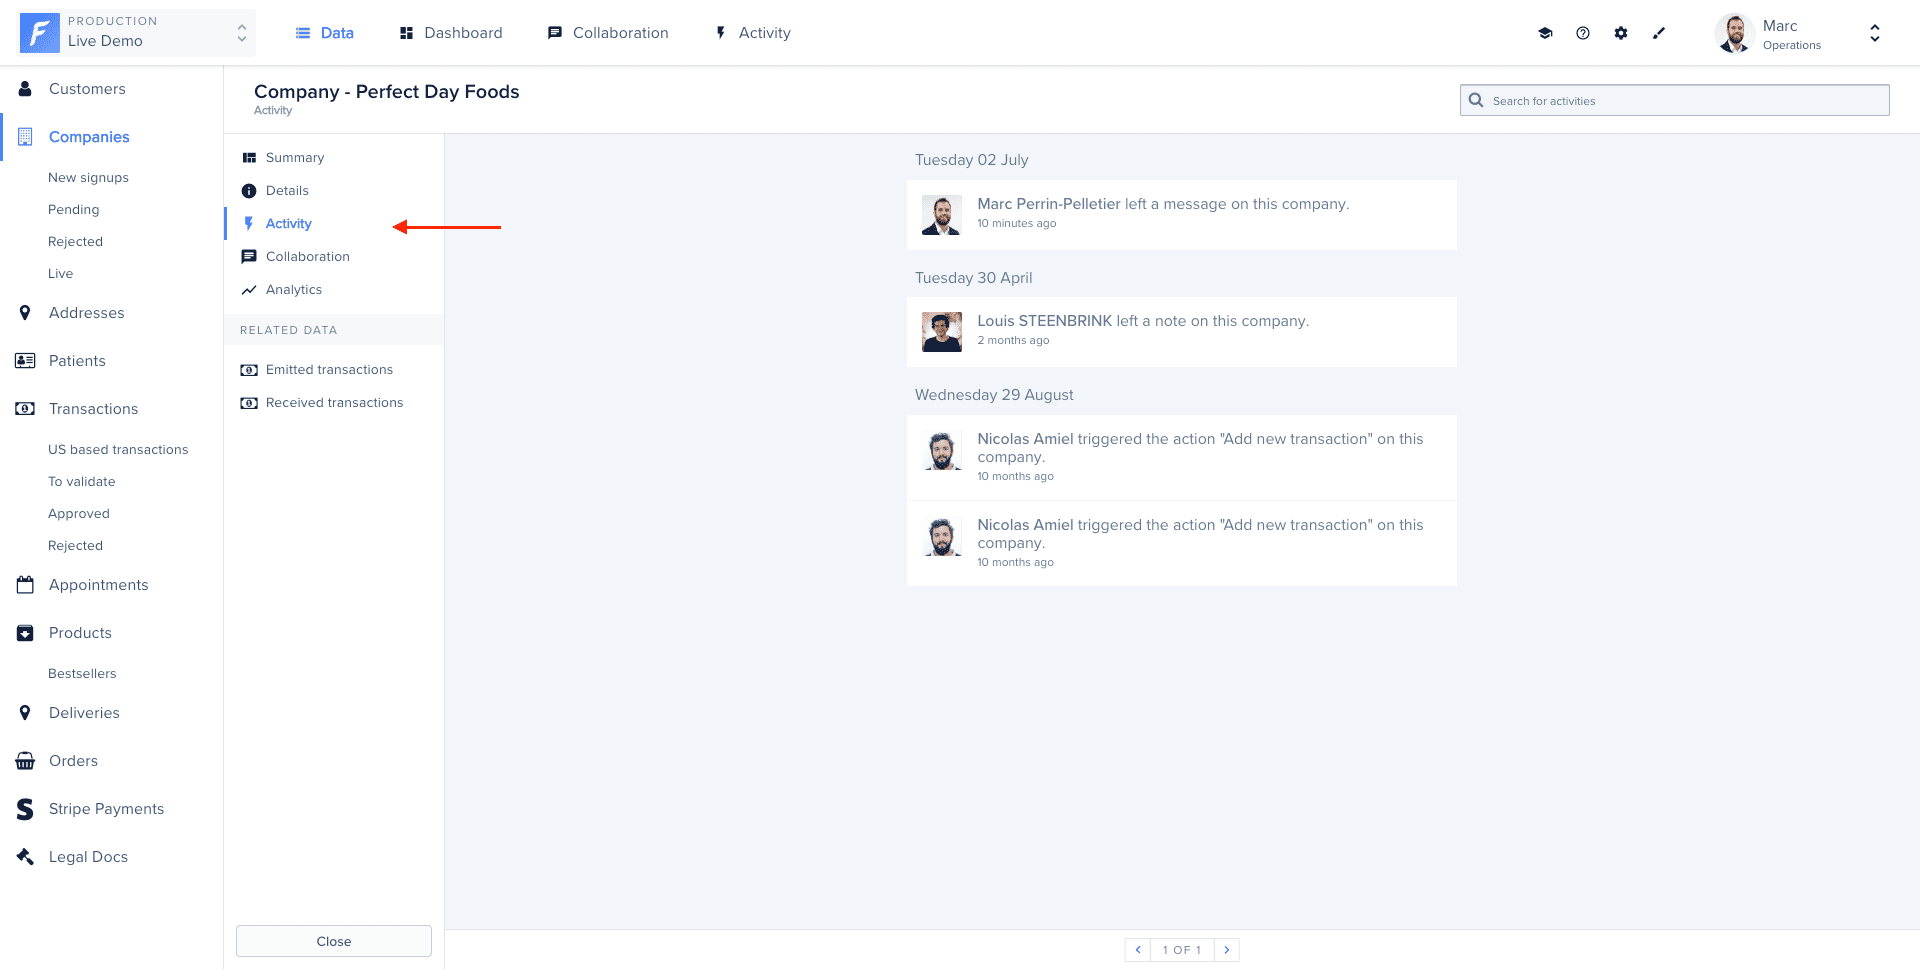 PRODUCTION
Live Demo
Data
Dashboard
Collaboration
Activity
Marc
Operations
Customers
Companies
New signups
Pending
Rejected
Live
Addresses
Patients
Transactions
US based transactions
To validate
Approved
Rejected
Appointments
Products
Bestsellers
Deliveries
Orders
Stripe Payments
Legal Docs
Company - Perfect Day Foods
Activity
Search for activities
Summary
Details
Activity
Collaboration
Analytics
RELATED DATA
Emitted transactions
Received transactions
Close
Tuesday 02 July
Marc Perrin-Pelletier left a message on this company.
10 minutes ago
Tuesday 30 April
Louis STEENBRINK left a note on this company.
2 months ago
Wednesday 29 August
Nicolas Amiel triggered the action "Add new transaction" on this
company.
10 months ago
Nicolas Amiel triggered the action "Add new transaction" on this
company.
10 months ago
1 OF 1